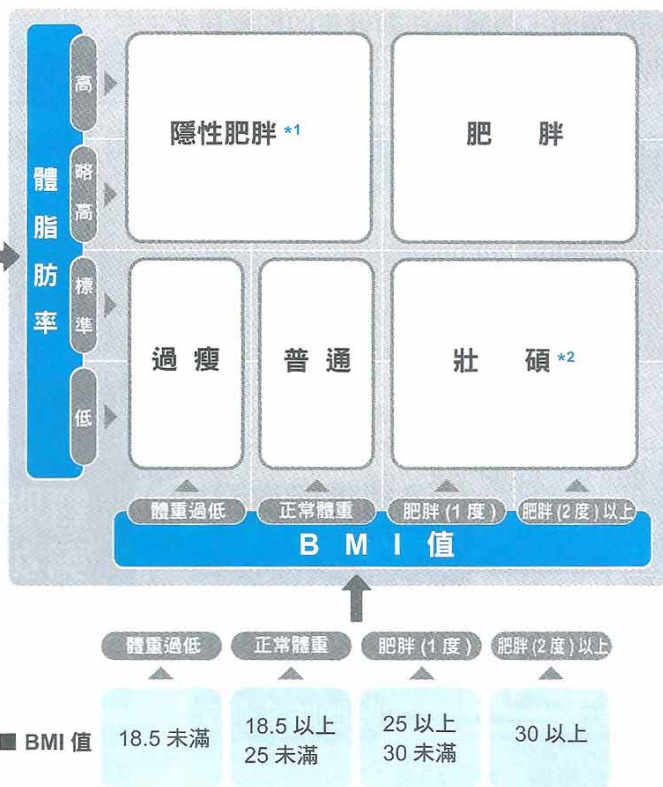 體脂肪率
高
略高
標準
低
隱性肥胖 *1
肥 胖
過 瘦
普 通
壯 碩 *2
體重過低
正常體重
肥胖(1度)
肥胖(2度)以上
BMI值
體重過低
正常體重
肥胖(1度)
肥胖(2度)以上
■ BMI 值
18.5 未滿
18.5 以上
25 未滿
25 以上
30 未滿
30 以上